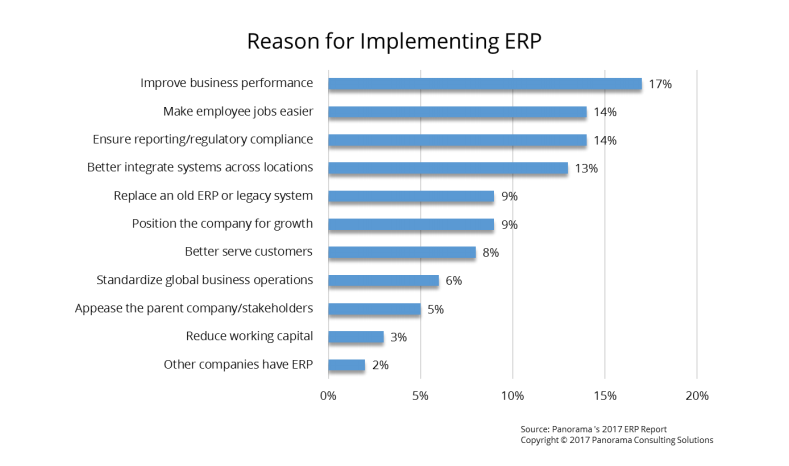 Reason for Implementing ERP
Improve business performance 17%
Make employee jobs easier 14%
Ensure reporting/regulatory compliance 14%
Better integrate systems across locations 13%
Replace an old ERP or legacy system 9%
Position the company for growth 9%
Better serve customers 8%
Standardize global business operations 6%
Appease the parent company/stakeholders 5%
Reduce working capital 3%
Other companies have ERP 2%
0% 5% 10% 15% 20%
Source: Panorama's 2017 ERP Report
Copyright © 2017 Panorama Consulting Solutions